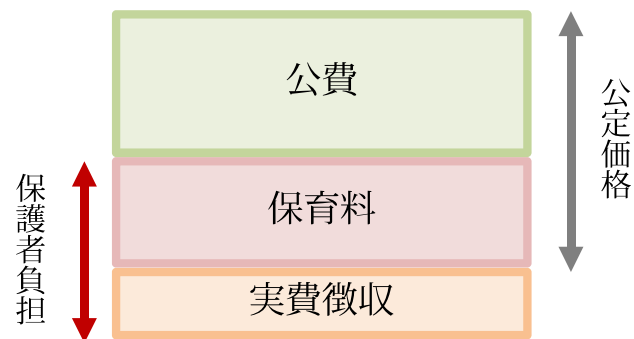 公費
公定価格
保育料
保護者負担
実費徴収